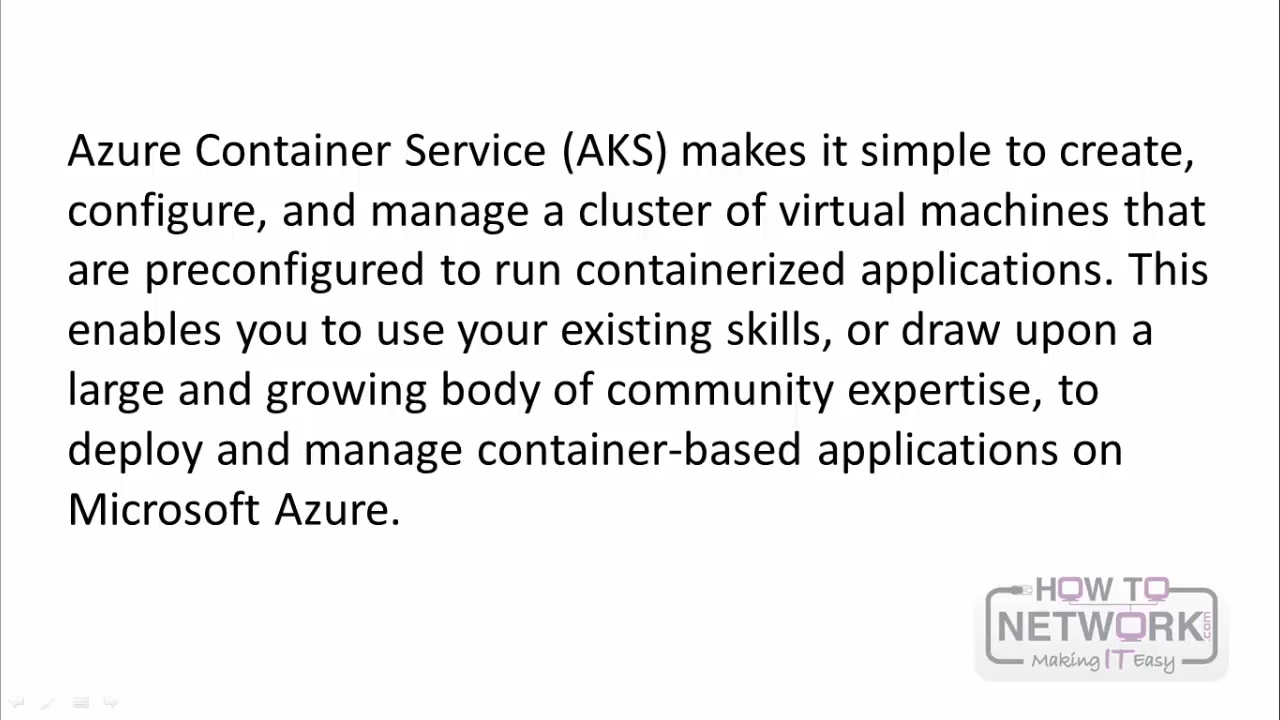 Azure Container Service (AKS) makes it simple to create,
configure, and manage a cluster of virtual machines that
are preconfigured to run containerized applications. This
enables you to use your existing skills, or draw upon a
large and growing body of community expertise, to
deploy and manage container-based applications on
Microsoft Azure.
HOW TO
NETWORK.com
Making IT Easy